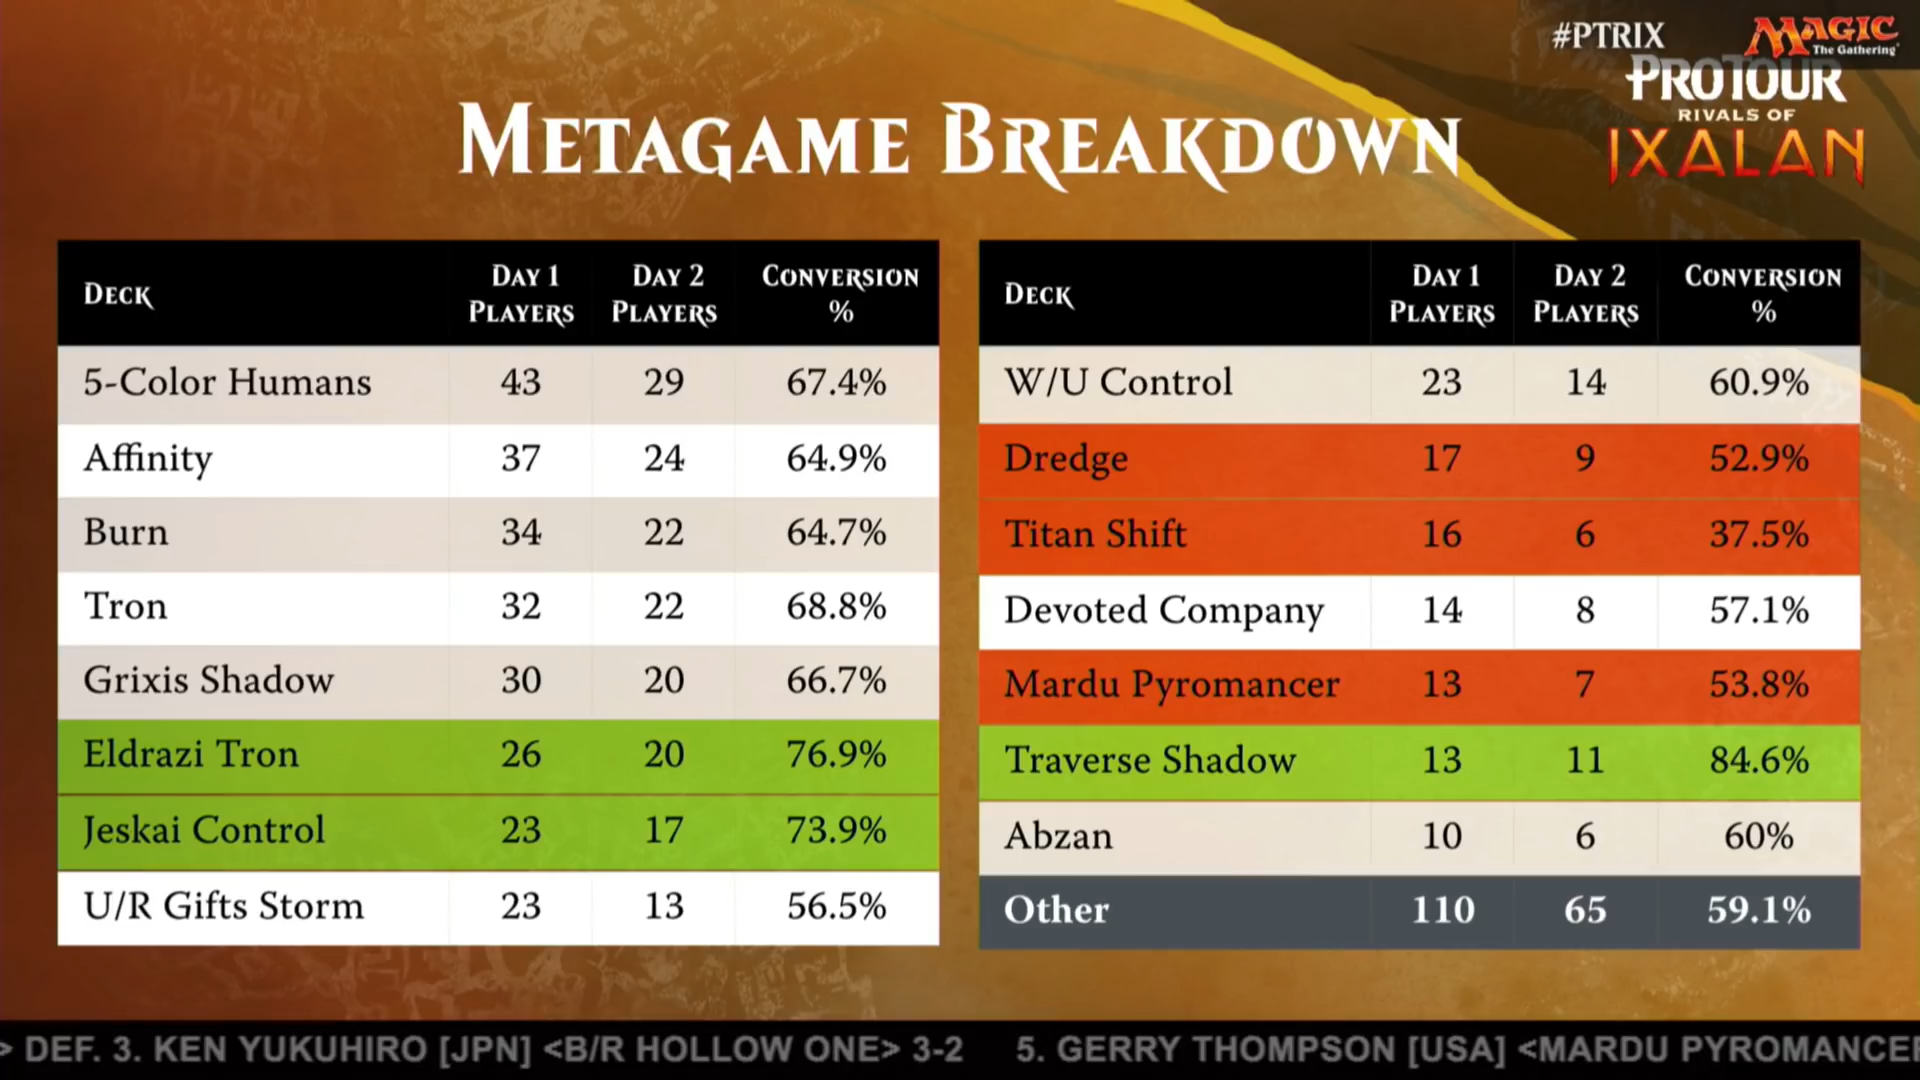 #PTRIX
MAGIC
The Gathering
PRO TOUR
RIVALS OF
IXALAN
METAGAME BREAKDOWN
DECK DAY 1 PLAYERS DAY 2 PLAYERS CONVERSION %
5-Color Humans 43 29 67.4%
Affinity 37 24 64.9%
Burn 34 22 64.7%
Tron 32 22 68.8%
Grixis Shadow 30 20 66.7%
Eldrazi Tron 26 20 76.9%
Jeskai Control 23 17 73.9%
U/R Gifts Storm 23 13 56.5%
DECK DAY 1 PLAYERS DAY 2 PLAYERS CONVERSION %
W/U Control 23 14 60.9%
Dredge 17 9 52.9%
Titan Shift 16 6 37.5%
Devoted Company 14 8 57.1%
Mardu Pyromancer 13 7 53.8%
Traverse Shadow 13 11 84.6%
Abzan 10 6 60%
Other 110 65 59.1%
> DEF. 3. KEN YUKUHIRO [JPN] <B/R HOLLOW ONE> 3-2 5. GERRY THOMPSON [USA] <MARDU PYROMANCER